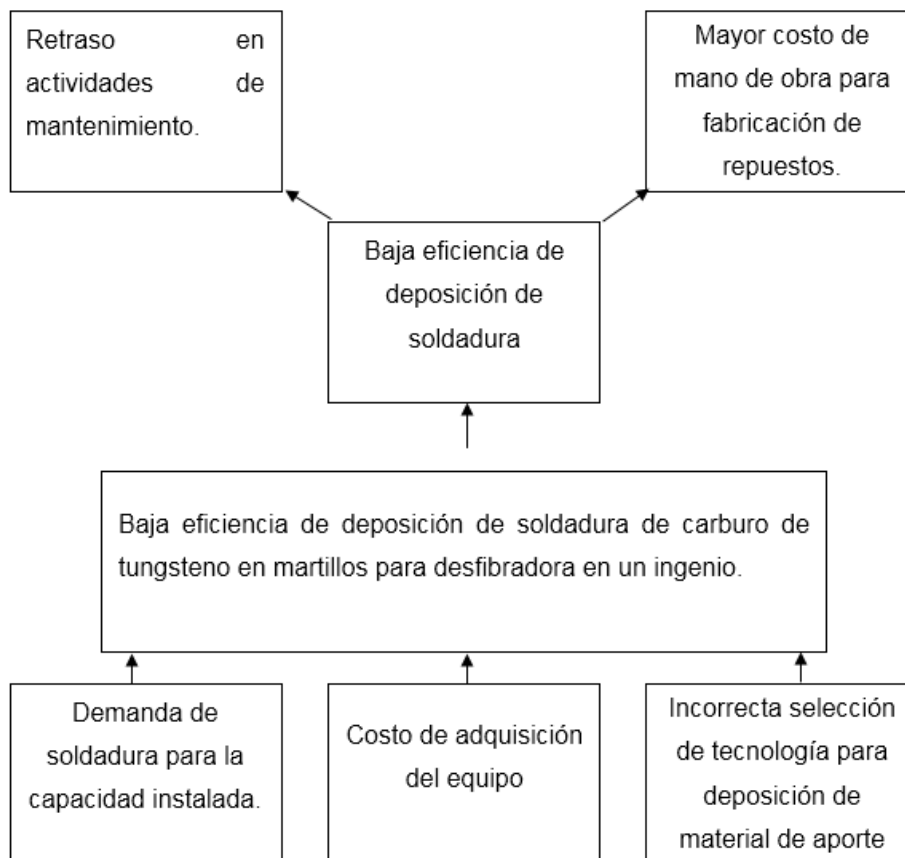 Retraso en
actividades de
mantenimiento.
Mayor costo de
mano de obra para
fabricación de
repuestos.
Baja eficiencia de
deposición de
soldadura
Baja eficiencia de deposición de soldadura de carburo de
tungsteno en martillos para desfibradora en un ingenio.
Demanda de
soldadura para la
capacidad instalada.
Costo de adquisición
del equipo
Incorrecta selección
de tecnología para
deposición de
material de aporte